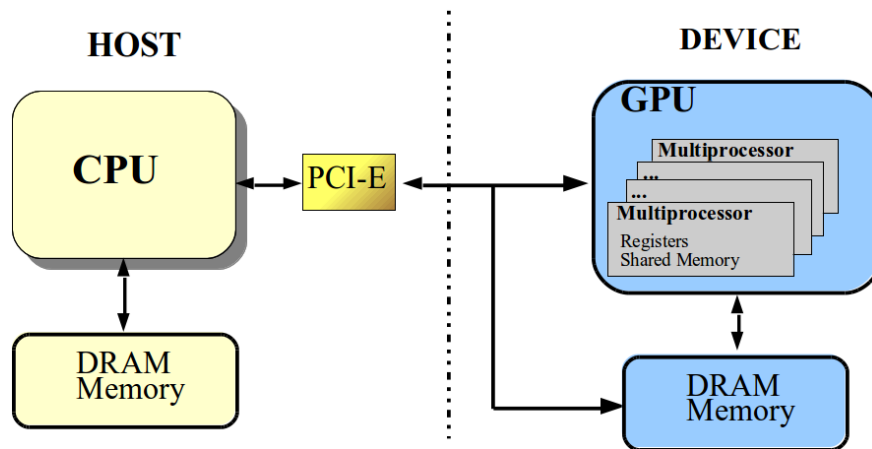 HOST
CPU
PCI-E
DRAM
Memory
DEVICE
GPU
Multiprocessor
...
...
Multiprocessor
Registers
Shared Memory
DRAM
Memory